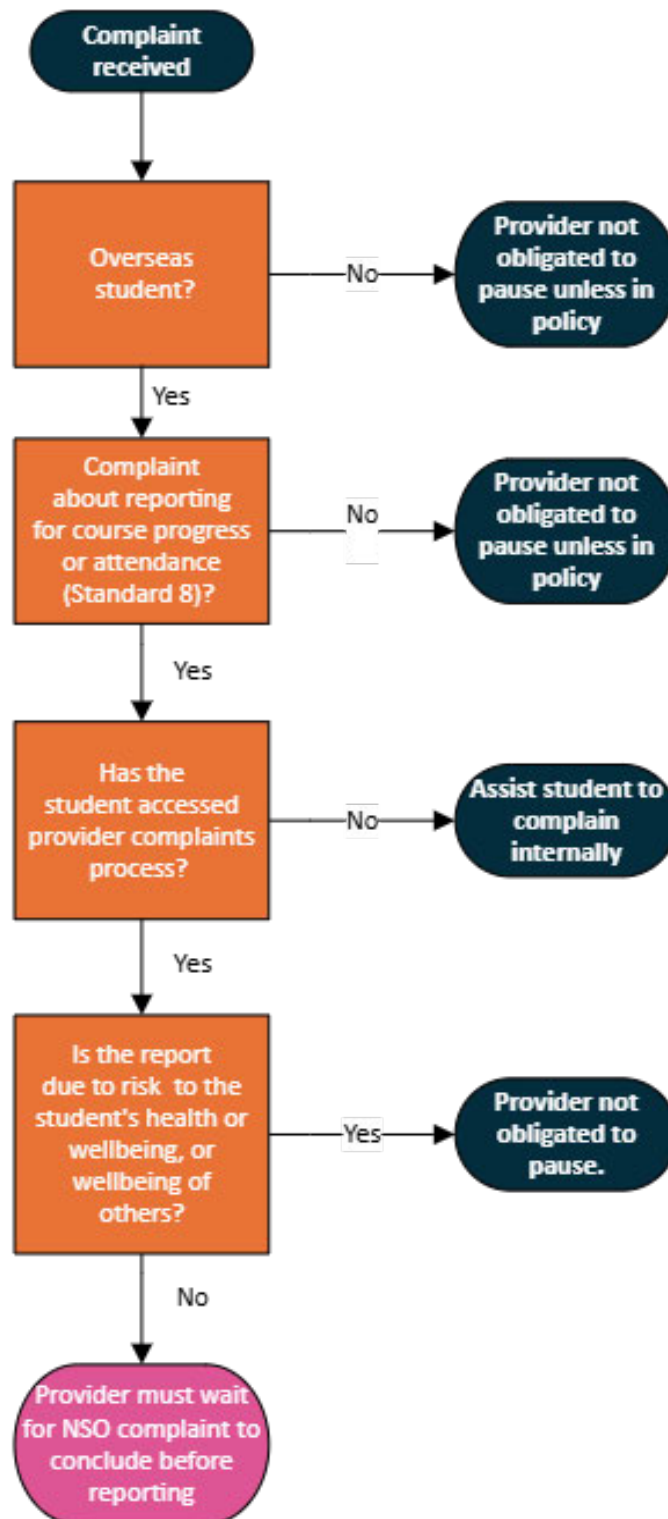 Complaint
received
Overseas
student?
No
Provider not
obligated to
pause unless in
policy
Yes
Complaint
about reporting
for course progress
or attendance
(Standard 8)?
No
Provider not
obligated to
pause unless in
policy
Yes
Has the
student accessed
provider complaints
process?
No
Assist student to
complain
internally
Yes
Is the report
due to risk  to the
student's health or
wellbeing, or
wellbeing of
others?
Yes
Provider not
obligated to
pause.
No
Provider must wait
for NSO complaint to
conclude before
reporting